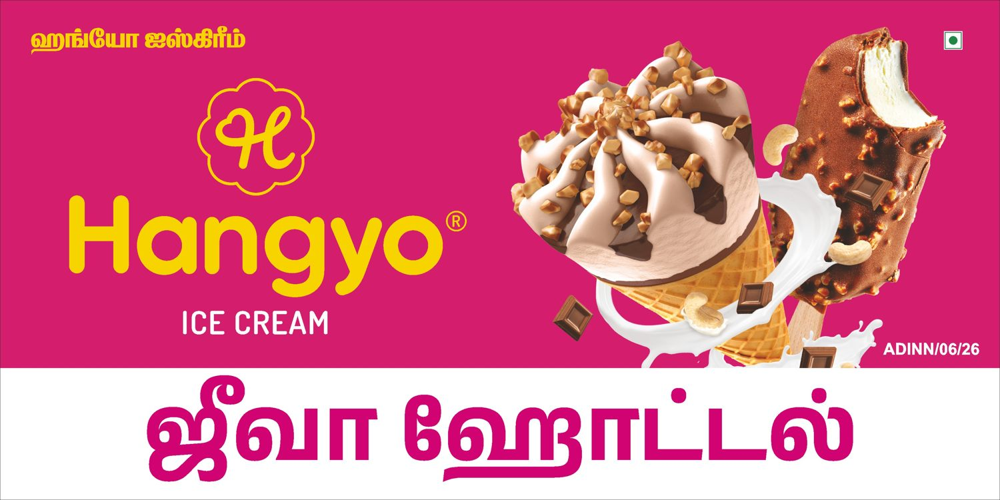 ஹங்யோ ஐஸ்கிரீம்
H
Hangyo®
ICE CREAM
ADINN/06/26
ஜீவா ஹோட்டல்